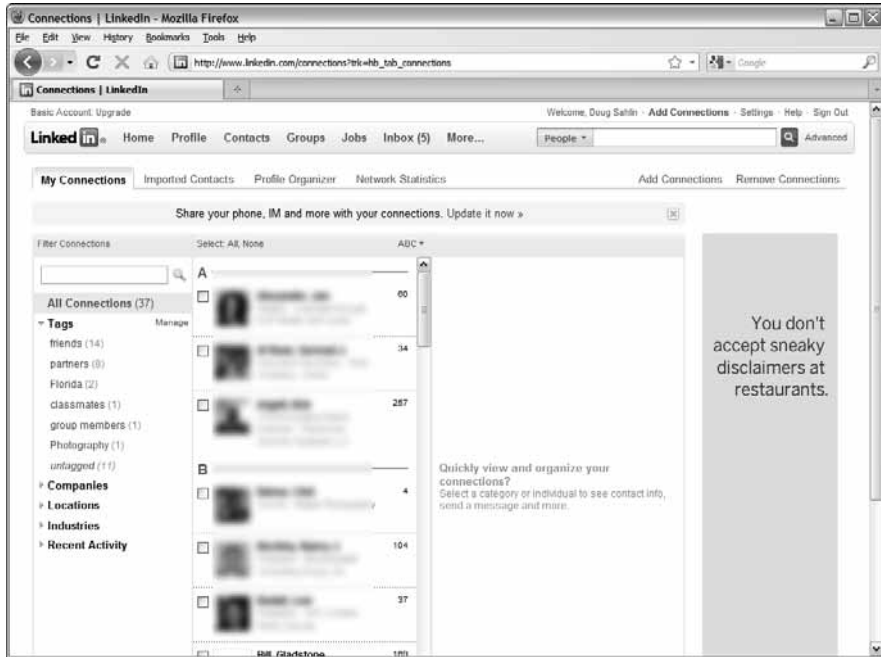 Connections | LinkedIn - Mozilla Firefox
File Edit View History Bookmarks Tools Help
http://www.linkedin.com/connections?trk=hb_tab_connections
Google
Connections | LinkedIn
Basic Account: Upgrade
Welcome, Doug Sahlin · Add Connections · Settings · Help · Sign Out
Linked in Home Profile Contacts Groups Jobs Inbox (5) More... People Advanced
My Connections Imported Contacts Profile Organizer Network Statistics Add Connections Remove Connections
Share your phone, IM and more with your connections. Update it now »
Filter Connections Select: All, None ABC
All Connections (37)
Tags Manage
friends (14)
partners (8)
Florida (2)
classmates (1)
group members (1)
Photography (1)
untagged (11)
Companies
Locations
Industries
Recent Activity
A
60
34
267
B
4
104
37
Bill Gladstone
Quickly view and organize your
connections?
Select a category or individual to see contact info,
send a message and more.
You don't
accept sneaky
disclaimers at
restaurants.